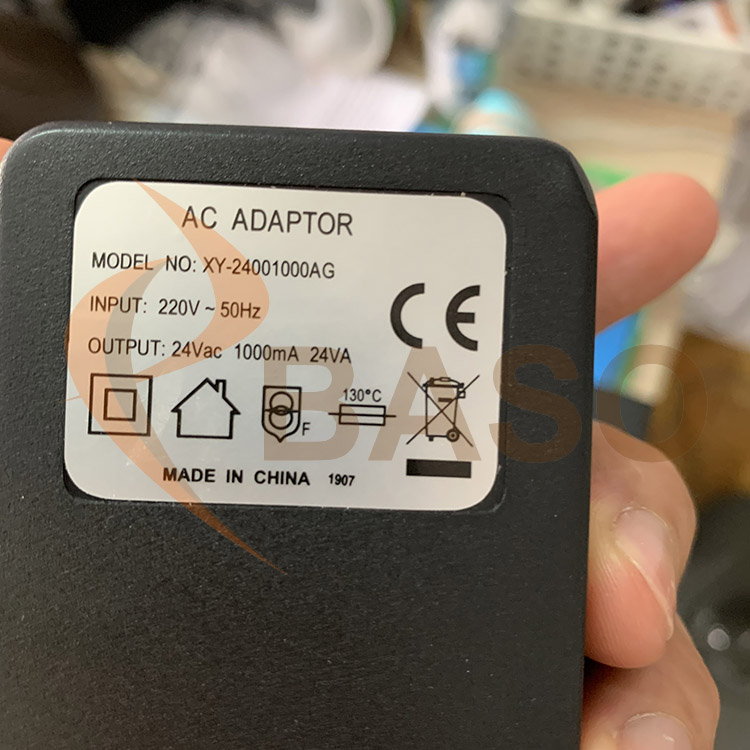 AC ADAPTOR
MODEL NO: XY-24001000AG
INPUT: 220V ~ 50Hz
OUTPUT: 24Vac 1000mA 24VA
CE
130°C
F
MADE IN CHINA 1907
BASO